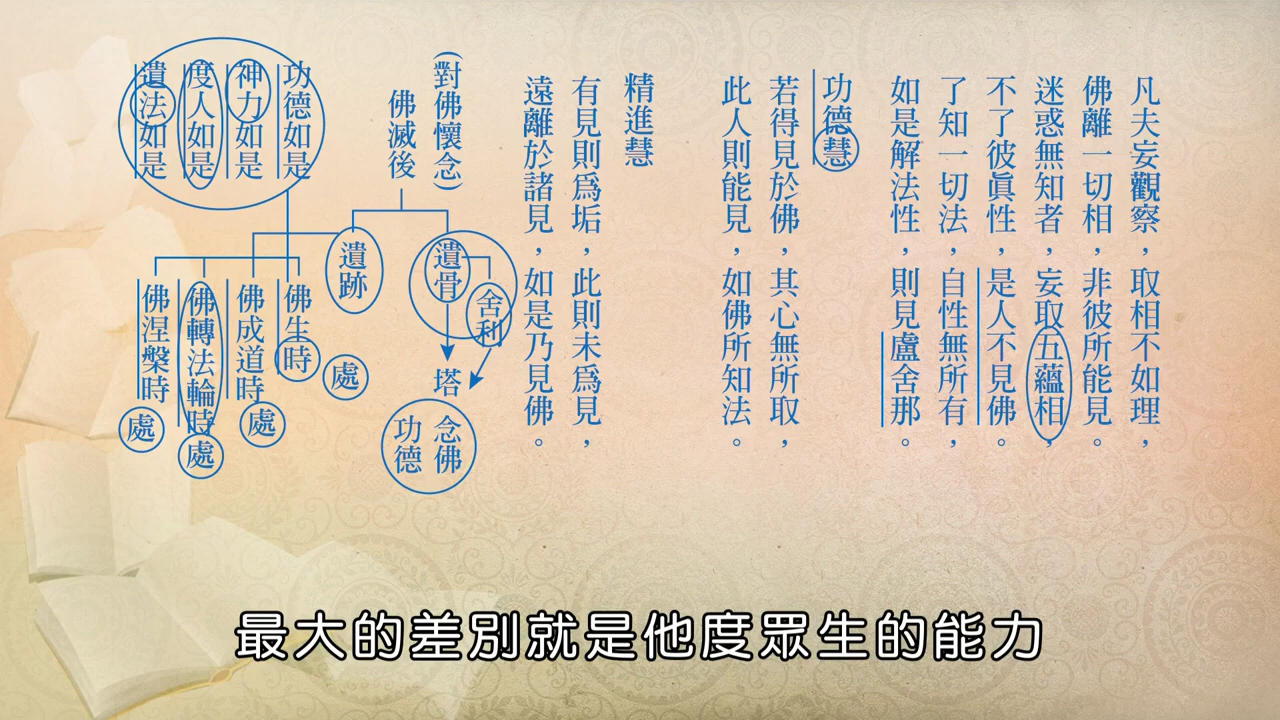 凡夫妄觀察，取相不如理，
佛離一切相，非彼所能見。
迷惑無知者，妄取五蘊相，
不了彼眞性，是人不見佛。
了知一切法，自性無所有，
如是解法性，則見盧舍那。
功德慧
若得見於佛，其心無所取，
此人則能見，如佛所知法。
精進慧
有見則爲垢，此則未爲見，
遠離於諸見，如是乃見佛。
(對佛懷念)
佛滅後
遺骨
舍利
塔
念佛
功德
遺跡
處
功德如是
神力如是
度人如是
遺法如是
佛生時
佛成道時
處
佛轉法輪時
處
佛涅槃時
處
最大的差別就是他度眾生的能力